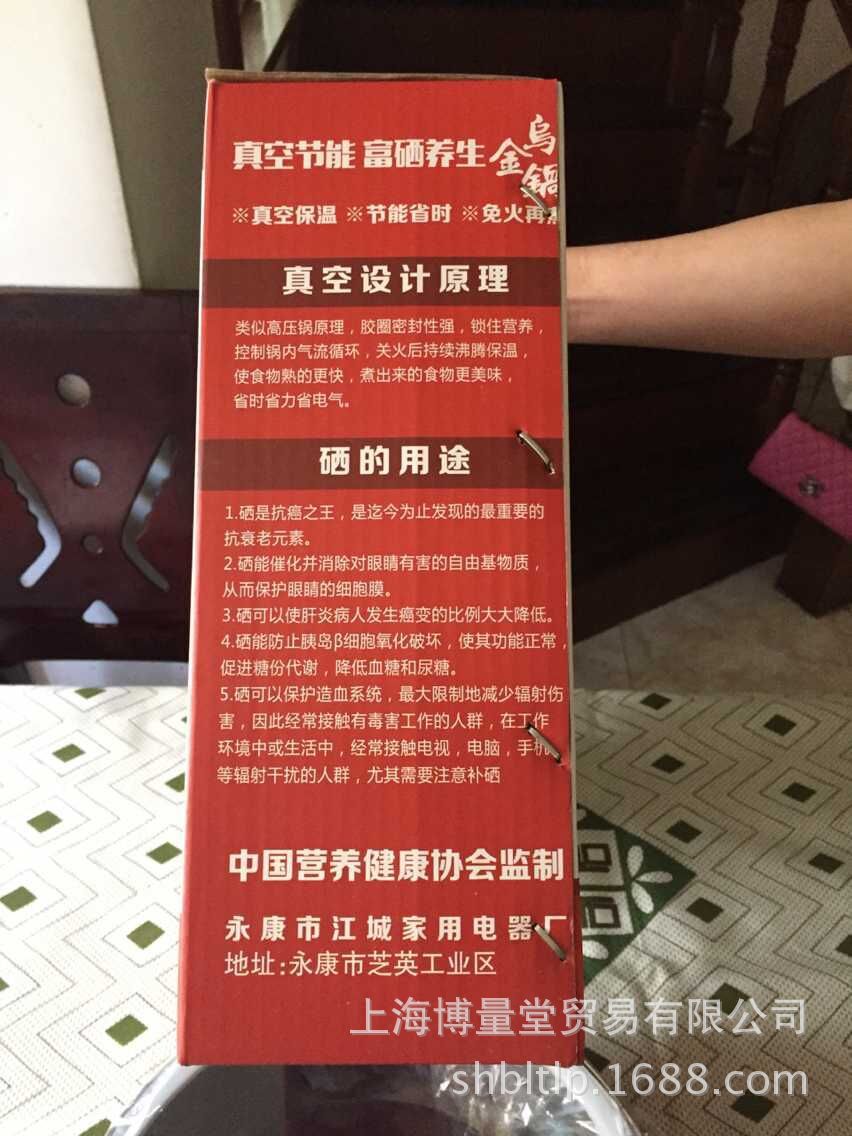 真空节能 富硒养生
乌金锅
※真空保温 ※节能省时 ※免火再煮
真空设计原理
类似高压锅原理，胶圈密封性强，锁住营养，
控制锅内气流循环，关火后持续沸腾保温，
使食物熟的更快，煮出来的食物更美味，
省时省力省电气。
硒的用途
1.硒是抗癌之王，是迄今为止发现的最重要的
抗衰老元素。
2.硒能催化并消除对眼睛有害的自由基物质，
从而保护眼睛的细胞膜。
3.硒可以使肝炎病人发生癌变的比例大大降低。
4.硒能防止胰岛β细胞氧化破坏，使其功能正常，
促进糖份代谢，降低血糖和尿糖。
5.硒可以保护造血系统，最大限制地减少辐射伤
害，因此经常接触有毒害工作的人群，在工作
环境中或生活中，经常接触电视，电脑，手机
等辐射干扰的人群，尤其需要注意补硒
中国营养健康协会监制
永康市江城家用电器厂
地址:永康市芝英工业区
上海博量堂贸易有限公司
shbltlp.1688.com